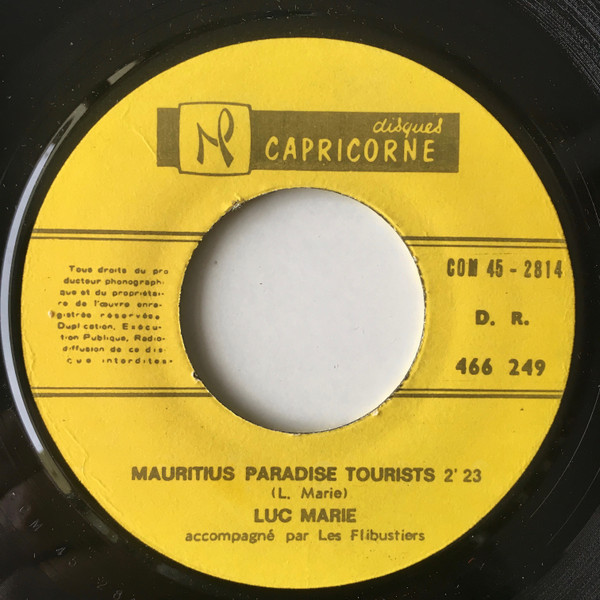 disques
CAPRICORNE
Tous droits du pro
ducteur phonographi
que et du propriétai
re de l'œuvre enre-
gistrée réservés.
Duplication, Exécu-
tion Publique, Radio-
diffusion de ce dis-
que interdites.
COM 45 - 2814
D. R.
466 249
MAURITIUS PARADISE TOURISTS 2' 23
(L. Marie)
LUC MARIE
accompagné par Les Flibustiers